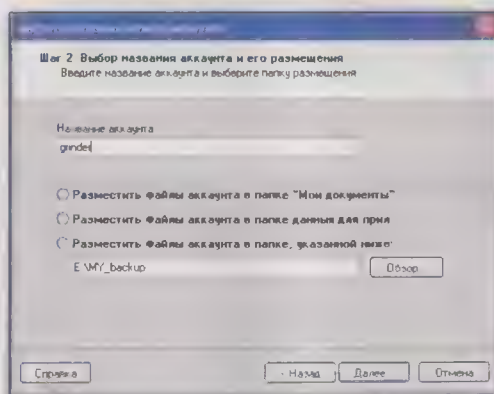 Шаг 2 Выбор названия аккаунта и его размещения
Введите название аккаунта и выберите папку размещения
Название аккаунта
grinder
Разместить файлы аккаунта в папке "Мои документы"
Разместить файлы аккаунта в папке данных для прил
Разместить файлы аккаунта в папке, указанной ниже:
E:\MY_backup
Обзор...
Справка
< Назад
Далее
Отмена